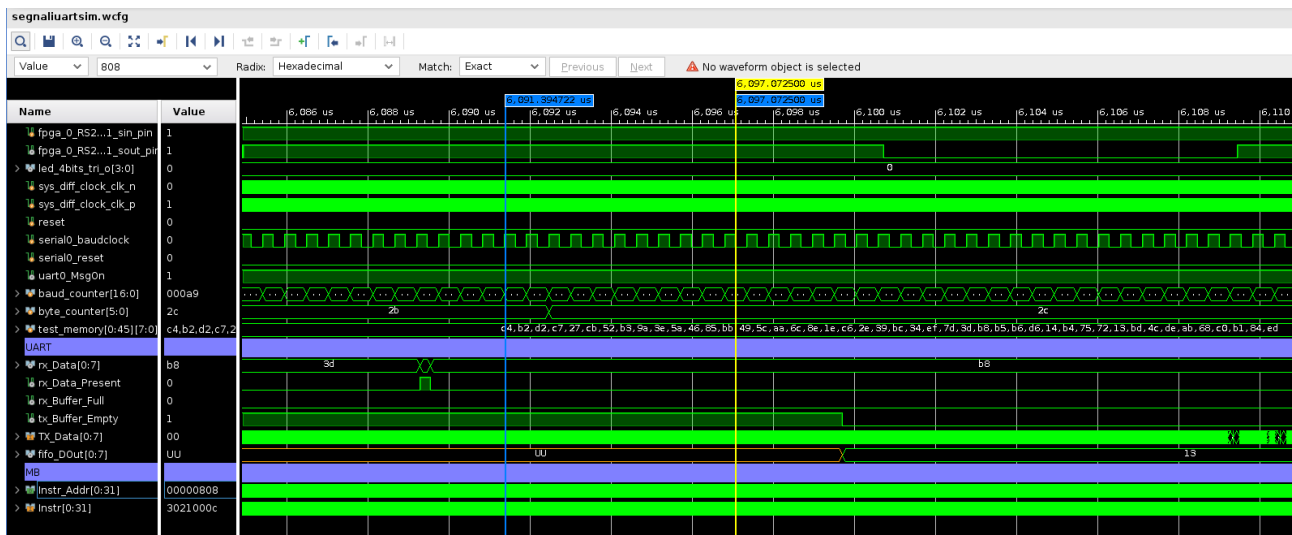 segnaliuartsim.wcfg
Value 808 Radix: Hexadecimal Match: Exact Previous Next No waveform object is selected
6,097.072500 us
6,091.394722 us 6,097.072500 us
Name Value 6,086 us 6,088 us 6,090 us 6,092 us 6,094 us 6,096 us 6,098 us 6,100 us 6,102 us 6,104 us 6,106 us 6,108 us 6,110
fpga_0_RS2...1_sin_pin 1
fpga_0_RS2...1_sout_pin 1
led_4bits_tri_o[3:0] 0 0
sys_diff_clock_clk_n 0
sys_diff_clock_clk_p 1
reset 0
serial0_baudclock 0
serial0_reset 0
uart0_MsgOn 1
baud_counter[16:0] 000a9
byte_counter[5:0] 2c 2b 2c
test_memory[0:45][7:0] c4,b2,d2,c7,2 c4,b2,d2,c7,27,cb,52,b3,9a,3e,5a,46,85,bb 49,5c,aa,6c,8e,1e,c6,2e,39,bc,34,ef,7d,3d,b8,b5,b6,d6,14,b4,75,72,13,bd,4c,de,ab,68,c0,b1,84,ed
UART
rx_Data[0:7] b8 3d b8
rx_Data_Present 0
rx_Buffer_Full 0
tx_Buffer_Empty 1
TX_Data[0:7] 00
fifo_DOut[0:7] UU UU 13
MB
Instr_Addr[0:31] 00000808
Instr[0:31] 3021000c